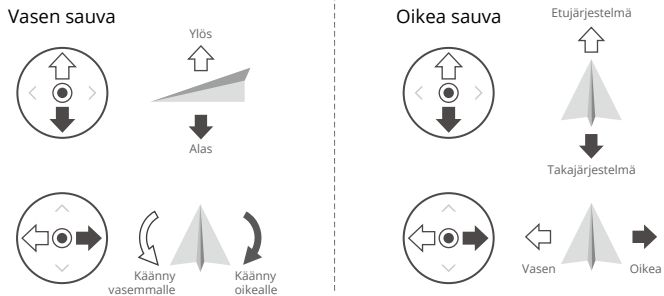 Vasen sauva
Ylös
Alas
Käänny
vasemmalle
Käänny
oikealle
Oikea sauva
Etujärjestelmä
Takajärjestelmä
Vasen
Oikea